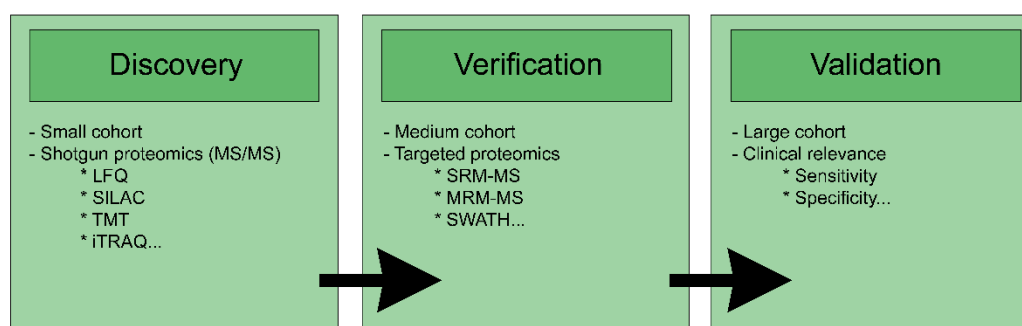 Discovery
- Small cohort
- Shotgun proteomics (MS/MS)
* LFQ
* SILAC
* TMT
* iTRAQ...
Verification
- Medium cohort
- Targeted proteomics
* SRM-MS
* MRM-MS
* SWATH...
Validation
- Large cohort
- Clinical relevance
* Sensitivity
* Specificity...